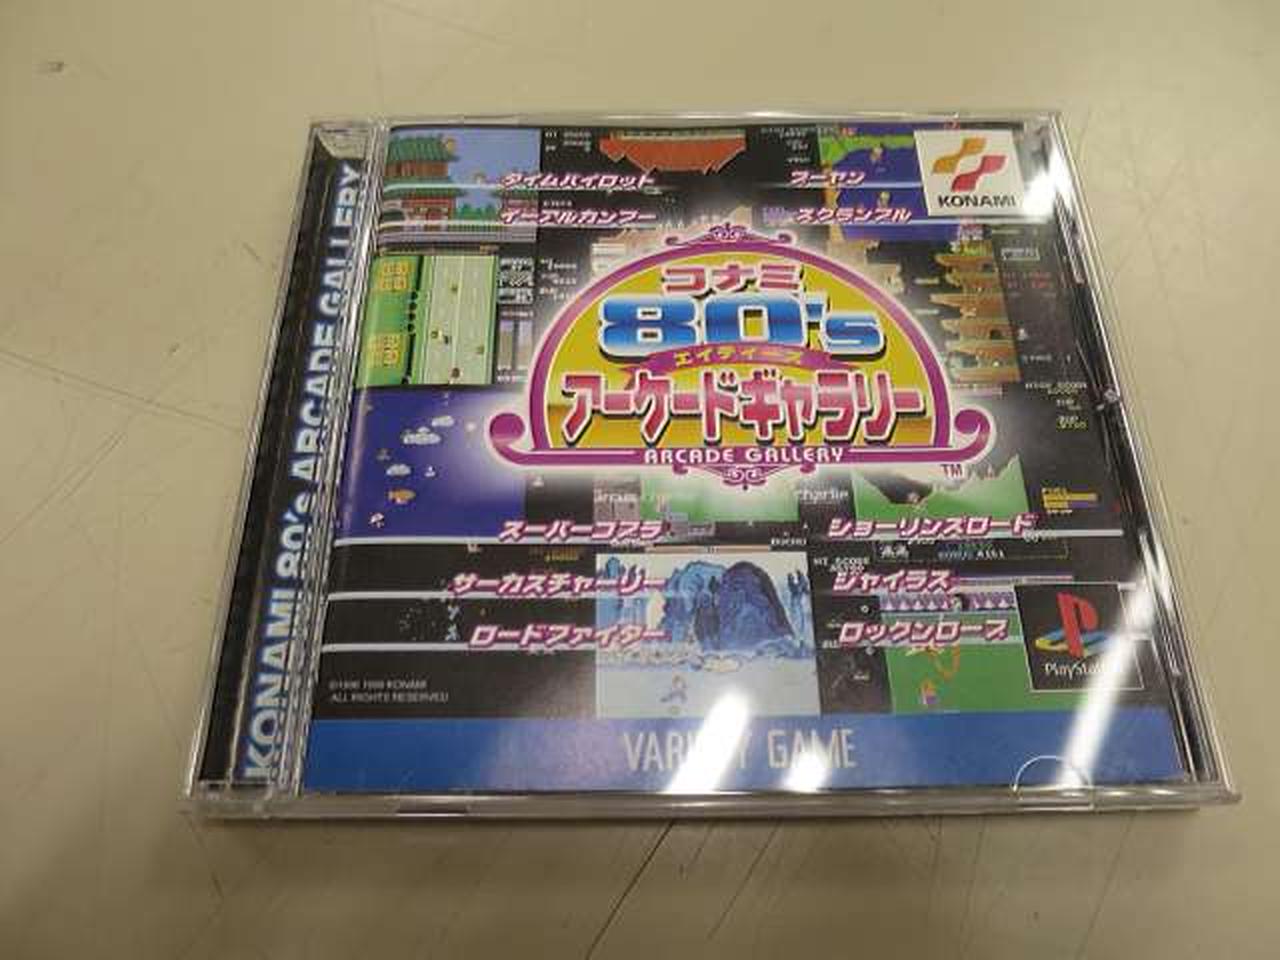 KONAMI 80's ARCADE GALLERY
タイムパイロット
プーヤン
イーアルカンフー
スクランブル
KONAMI
コナミ
80's
エイティーズ
アーケードギャラリー
ARCADE GALLERY
TM
Charlie
スーパーコブラ
ショーリンズロード
サーカスチャーリー
ジャイラス
ロードファイター
ロックンロープ
ALL RIGHTS RESERVED
VARI Y GAME